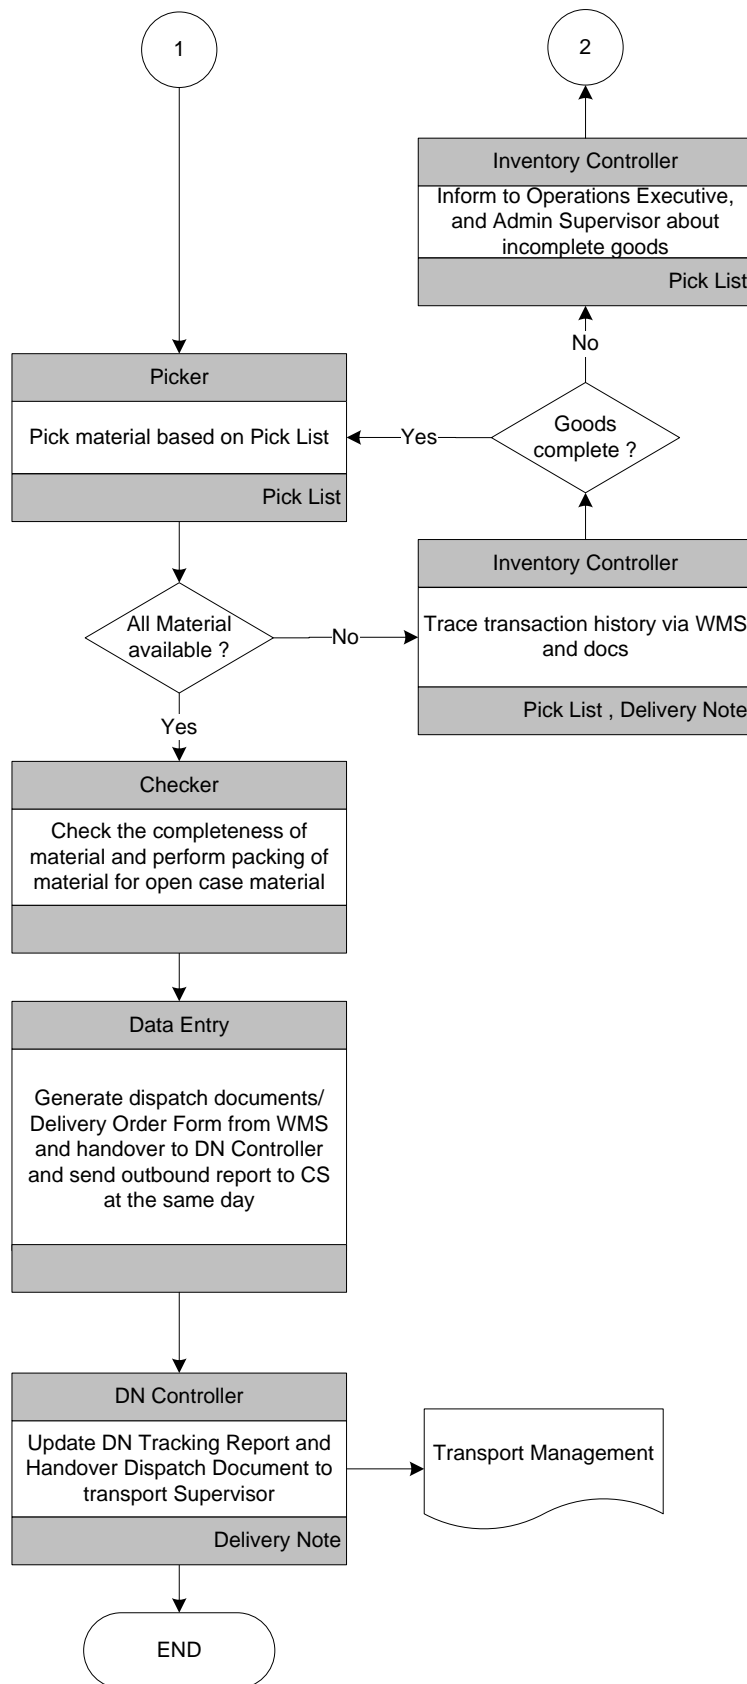 1
2
Inventory Controller
Inform to Operations Executive,
and Admin Supervisor about
incomplete goods
Pick List
No
Picker
Pick material based on Pick List
Pick List
Yes
Goods
complete ?
Inventory Controller
Trace transaction history via WMS
and docs
Pick List , Delivery Note
All Material
available ?
No
Yes
Checker
Check the completeness of
material and perform packing of
material for open case material
Data Entry
Generate dispatch documents/
Delivery Order Form from WMS
and handover to DN Controller
and send outbound report to CS
at the same day
DN Controller
Update DN Tracking Report and
Handover Dispatch Document to
transport Supervisor
Delivery Note
Transport Management
END